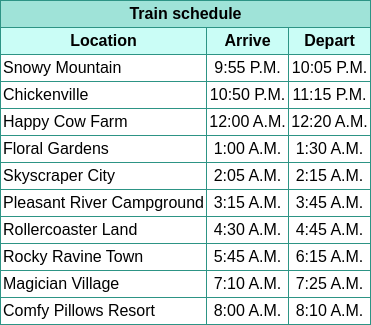 Train schedule
Location Arrive Depart
Snowy Mountain 9:55 P.M. 10:05 P.M.
Chickenville 10:50 P.M. 11:15 P.M.
Happy Cow Farm 12:00 A.M. 12:20 A.M.
Floral Gardens 1:00 A.M. 1:30 A.M.
Skyscraper City 2:05 A.M. 2:15 A.M.
Pleasant River Campground 3:15 A.M. 3:45 A.M.
Rollercoaster Land 4:30 A.M. 4:45 A.M.
Rocky Ravine Town 5:45 A.M. 6:15 A.M.
Magician Village 7:10 A.M. 7:25 A.M.
Comfy Pillows Resort 8:00 A.M. 8:10 A.M.